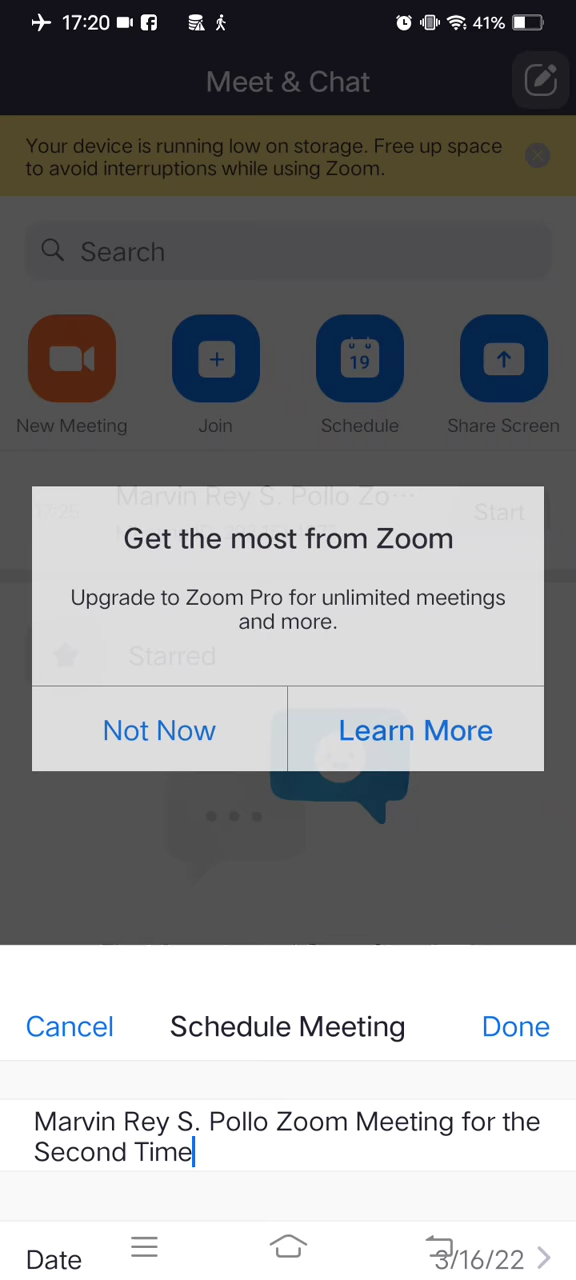 17:20
41%
Meet & Chat
Your device is running low on storage. Free up space
to avoid interruptions while using Zoom.
Search
19
New Meeting
Join
Schedule
Share Screen
Marvin Rey S. Pollo Zo...
Start
Get the most from Zoom
Upgrade to Zoom Pro for unlimited meetings
and more.
Starred
Not Now
Learn More
Cancel
Schedule Meeting
Done
Marvin Rey S. Pollo Zoom Meeting for the
Second Time
Date
3/16/22